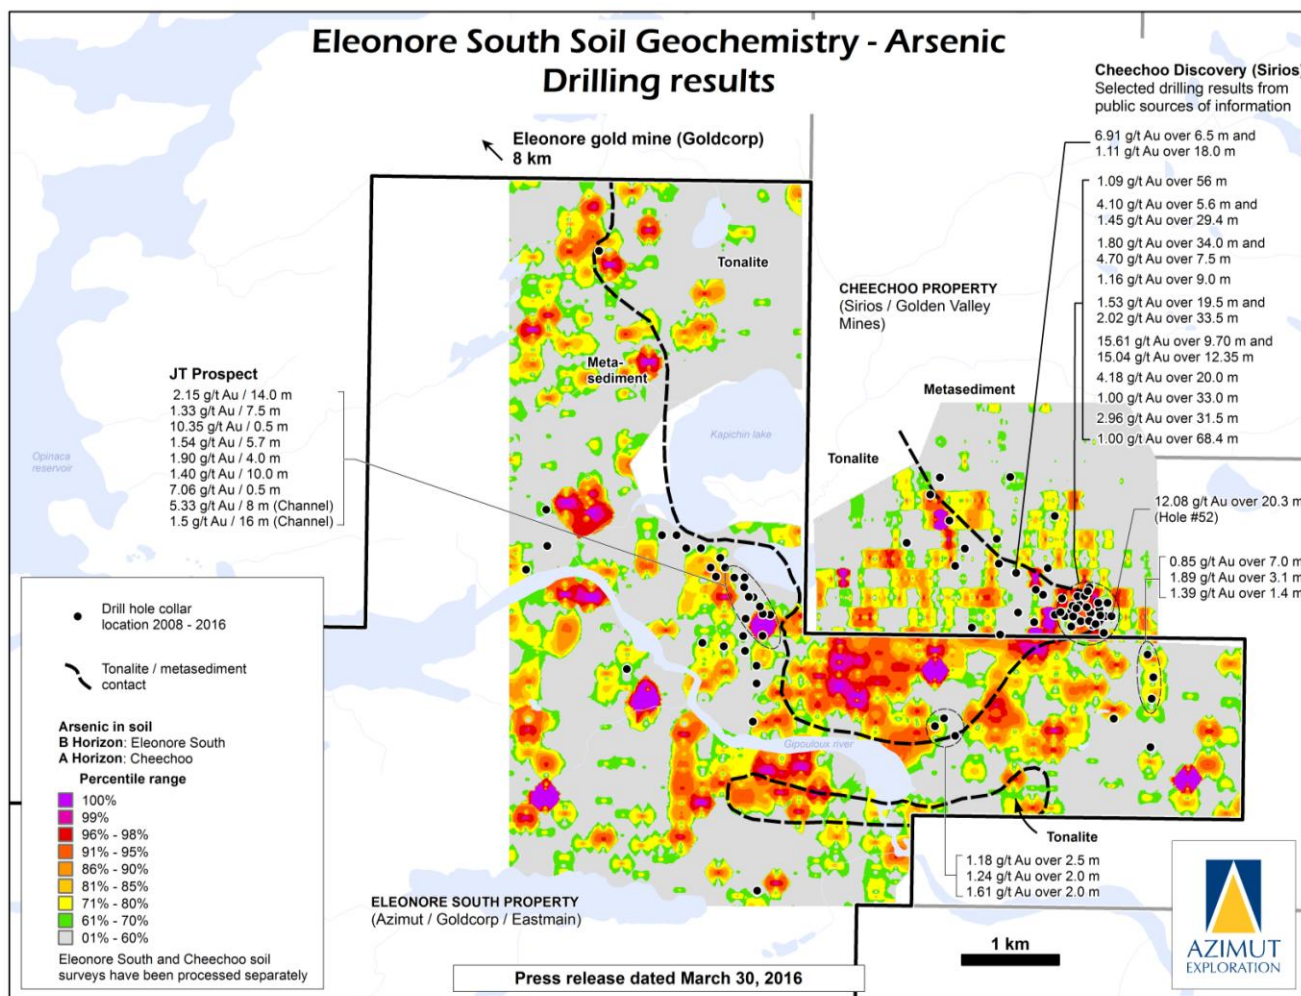 Eleonore South Soil Geochemistry - Arsenic
Drilling results
Eleonore gold mine (Goldcorp)
8 km
Cheechoo Discovery (Sirios)
Selected drilling results from
public sources of information
6.91 g/t Au over 6.5 m and
1.11 g/t Au over 18.0 m
1.09 g/t Au over 56 m
4.10 g/t Au over 5.6 m and
1.45 g/t Au over 29.4 m
1.80 g/t Au over 34.0 m and
4.70 g/t Au over 7.5 m
1.16 g/t Au over 9.0 m
1.53 g/t Au over 19.5 m and
2.02 g/t Au over 33.5 m
15.61 g/t Au over 9.70 m and
15.04 g/t Au over 12.35 m
4.18 g/t Au over 20.0 m
1.00 g/t Au over 33.0 m
2.96 g/t Au over 31.5 m
1.00 g/t Au over 68.4 m
12.08 g/t Au over 20.3 m
(Hole #52)
0.85 g/t Au over 7.0 m
1.89 g/t Au over 3.1 m
1.39 g/t Au over 1.4 m
Tonalite
CHEECHOO PROPERTY
(Sirios / Golden Valley
Mines)
Meta-
sediment
Metasediment
Tonalite
Kapichin lake
Opinaca
reservoir
JT Prospect
2.15 g/t Au / 14.0 m
1.33 g/t Au / 7.5 m
10.35 g/t Au / 0.5 m
1.54 g/t Au / 5.7 m
1.90 g/t Au / 4.0 m
1.40 g/t Au / 10.0 m
7.06 g/t Au / 0.5 m
5.33 g/t Au / 8 m (Channel)
1.5 g/t Au / 16 m (Channel)
Drill hole collar
location 2008 - 2016
Tonalite / metasediment
contact
Arsenic in soil
B Horizon: Eleonore South
A Horizon: Cheechoo
Percentile range
100%
99%
96% - 98%
91% - 95%
86% - 90%
81% - 85%
71% - 80%
61% - 70%
01% - 60%
Eleonore South and Cheechoo soil
surveys have been processed separately
Gipouloux river
Tonalite
1.18 g/t Au over 2.5 m
1.24 g/t Au over 2.0 m
1.61 g/t Au over 2.0 m
ELEONORE SOUTH PROPERTY
(Azimut / Goldcorp / Eastmain)
1 km
Press release dated March 30, 2016
AZIMUT
EXPLORATION